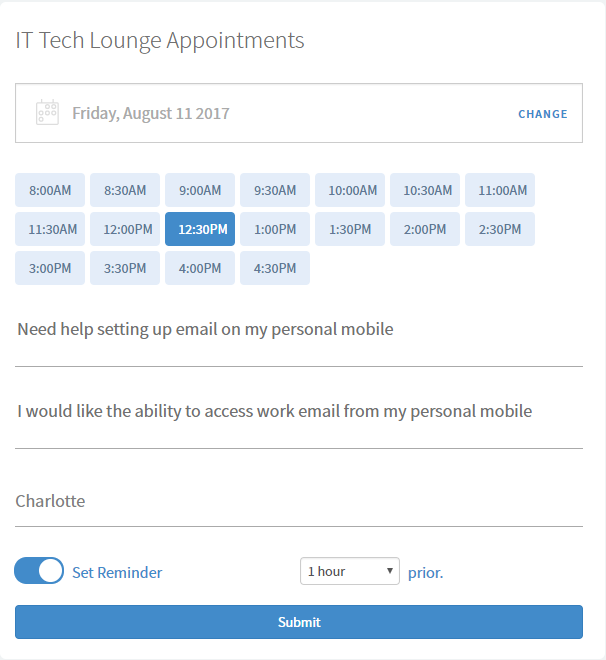 IT Tech Lounge Appointments
Friday, August 11 2017 CHANGE
8:00AM 8:30AM 9:00AM 9:30AM 10:00AM 10:30AM 11:00AM
11:30AM 12:00PM 12:30PM 1:00PM 1:30PM 2:00PM 2:30PM
3:00PM 3:30PM 4:00PM 4:30PM
Need help setting up email on my personal mobile
I would like the ability to access work email from my personal mobile
Charlotte
Set Reminder 1 hour prior.
Submit